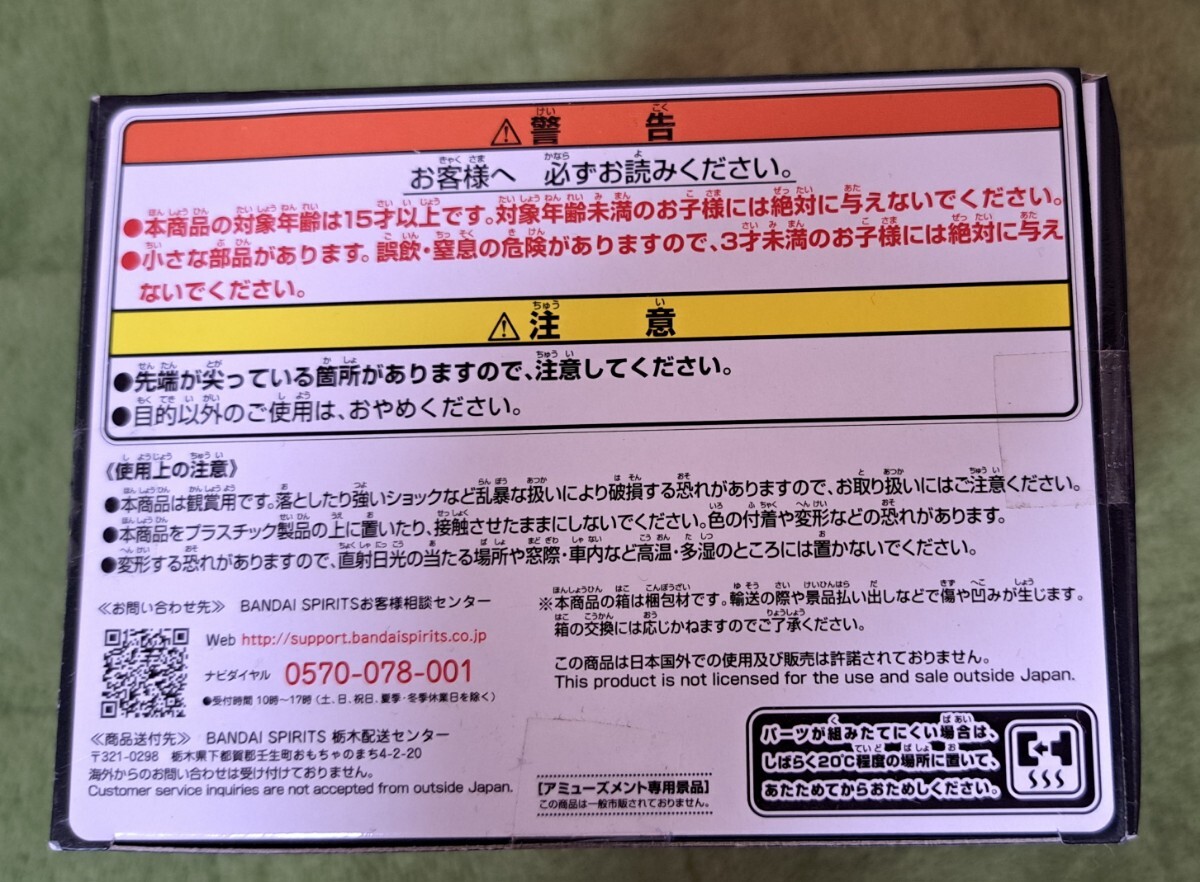 ⚠警告
お客様へ 必ずお読みください。
●本商品の対象年齢は15才以上です。対象年齢未満のお子様には絶対に与えないでください。
●小さな部品があります。誤飲・窒息の危険がありますので、3才未満のお子様には絶対に与え
ないでください。
⚠注意
●先端が尖っている箇所がありますので、注意してください。
●目的以外のご使用は、おやめください。
《使用上の注意》
●本商品は観賞用です。落としたり強いショックなど乱暴な扱いにより破損する恐れがありますので、お取り扱いにはご注意ください。
●本商品をプラスチック製品の上に置いたり、接触させたままにしないでください。色の付着や変形などの恐れがあります。
●変形する恐れがありますので、直射日光の当たる場所や窓際・車内など高温・多湿のところには置かないでください。
≪お問い合わせ先≫ BANDAI SPIRITSお客様相談センター
Web http://support.bandaispirits.co.jp
ナビダイヤル 0570-078-001
●受付時間 10時～17時（土、日、祝日、夏季・冬季休業日を除く）
≪商品送付先≫ BANDAI SPIRITS 栃木配送センター
〒321-0298 栃木県下都賀郡壬生町おもちゃのまち4-2-20
海外からのお問い合わせは受け付けておりません。
Customer service inquiries are not accepted from outside Japan.
※本商品の箱は梱包材です。輸送の際や景品払い出しなどで傷や凹みが生じます。
箱の交換には応じかねますのでご了承ください。
この商品は日本国外での使用及び販売は許諾されておりません。
This product is not licensed for the use and sale outside Japan.
[アミューズメント専用景品]
この商品は一般市販されておりません。
パーツが組みたてにくい場合は、
しばらく20℃程度の場所に置いて、
あたためてからおためしください。